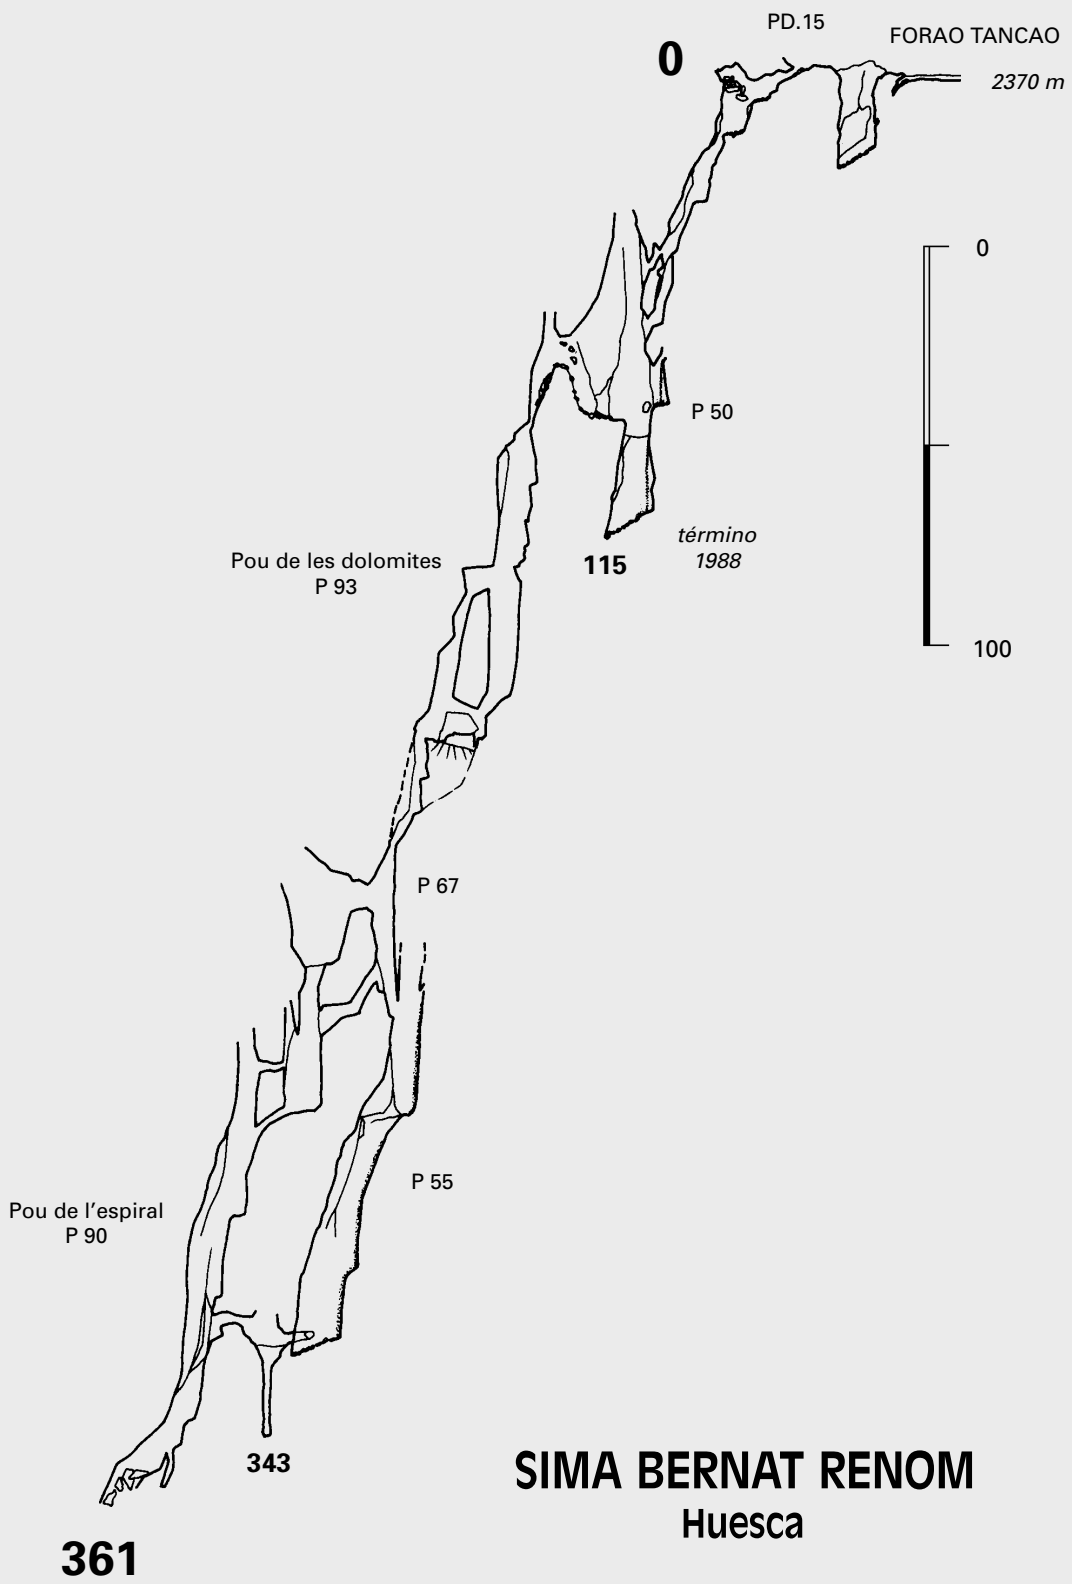 PD.15
0
FORAO TANCAO
2370 m
0
P 50
término
1988
115
Pou de les dolomites
P 93
100
P 67
P 55
Pou de l'espiral
P 90
343
SIMA BERNAT RENOM
Huesca
361